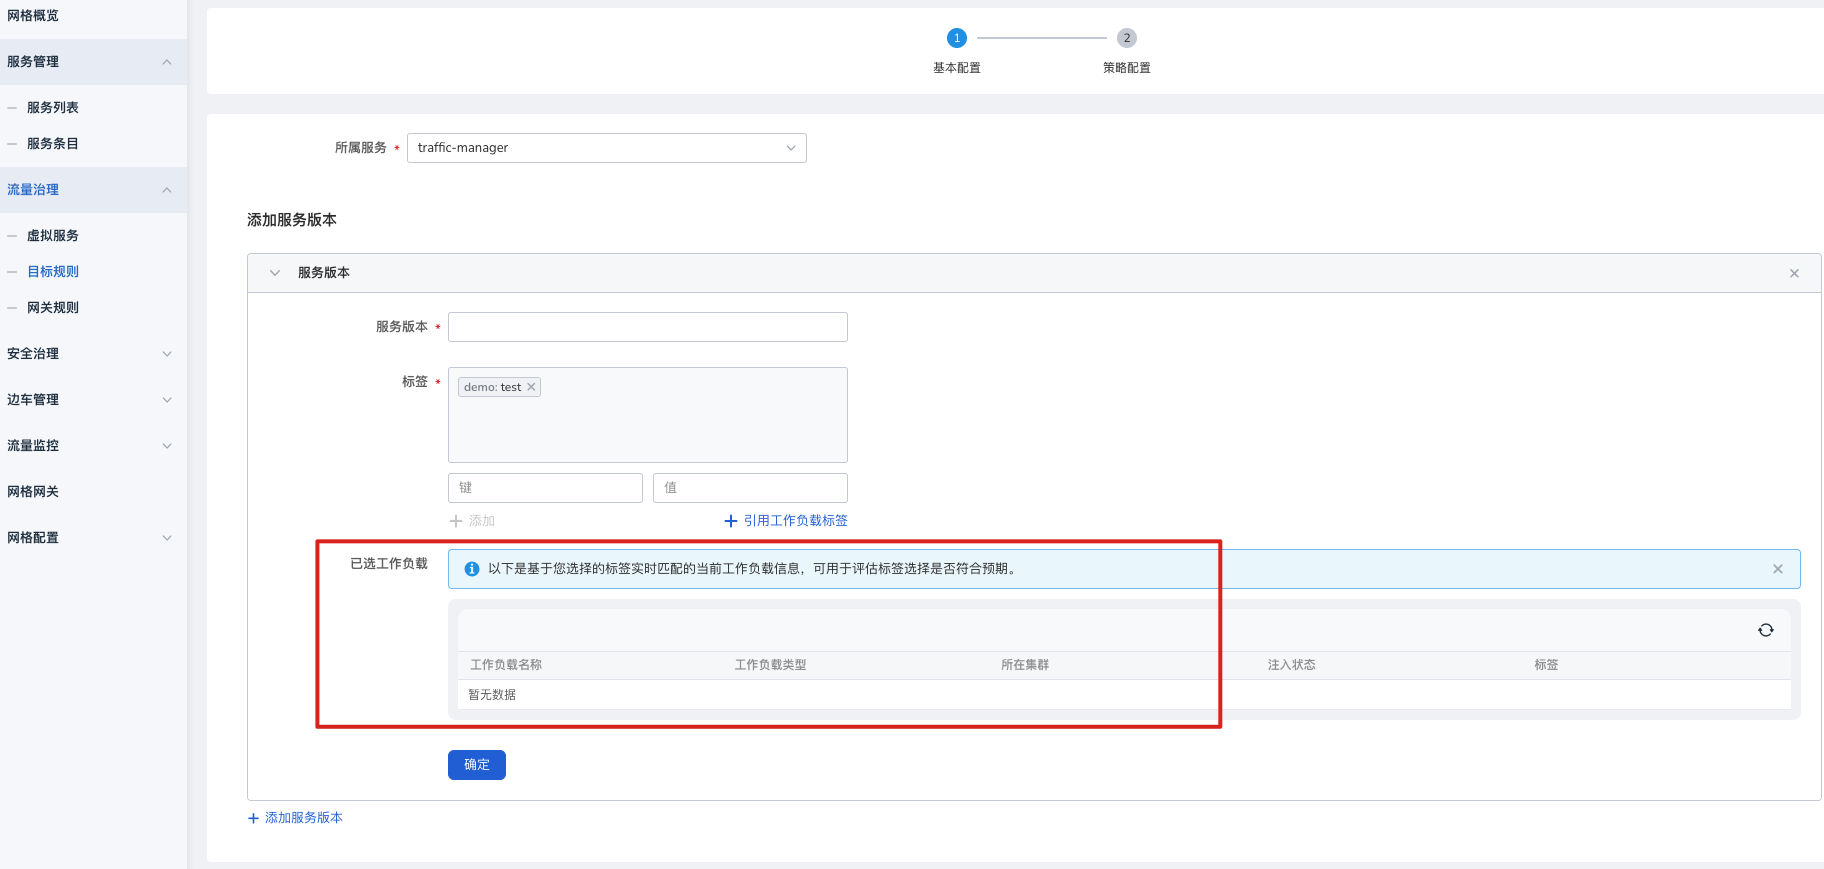 网格概览
服务管理
服务列表
服务条目
流量治理
虚拟服务
目标规则
网关规则
安全治理
边车管理
流量监控
网格网关
网格配置
1
2
基本配置
策略配置
所属服务 *
traffic-manager
添加服务版本
服务版本
服务版本 *
标签 *
demo: test
键
值
添加
引用工作负载标签
已选工作负载
以下是基于您选择的标签实时匹配的当前工作负载信息，可用于评估标签选择是否符合预期。
工作负载名称 工作负载类型 所在集群 注入状态 标签
暂无数据
确定
添加服务版本